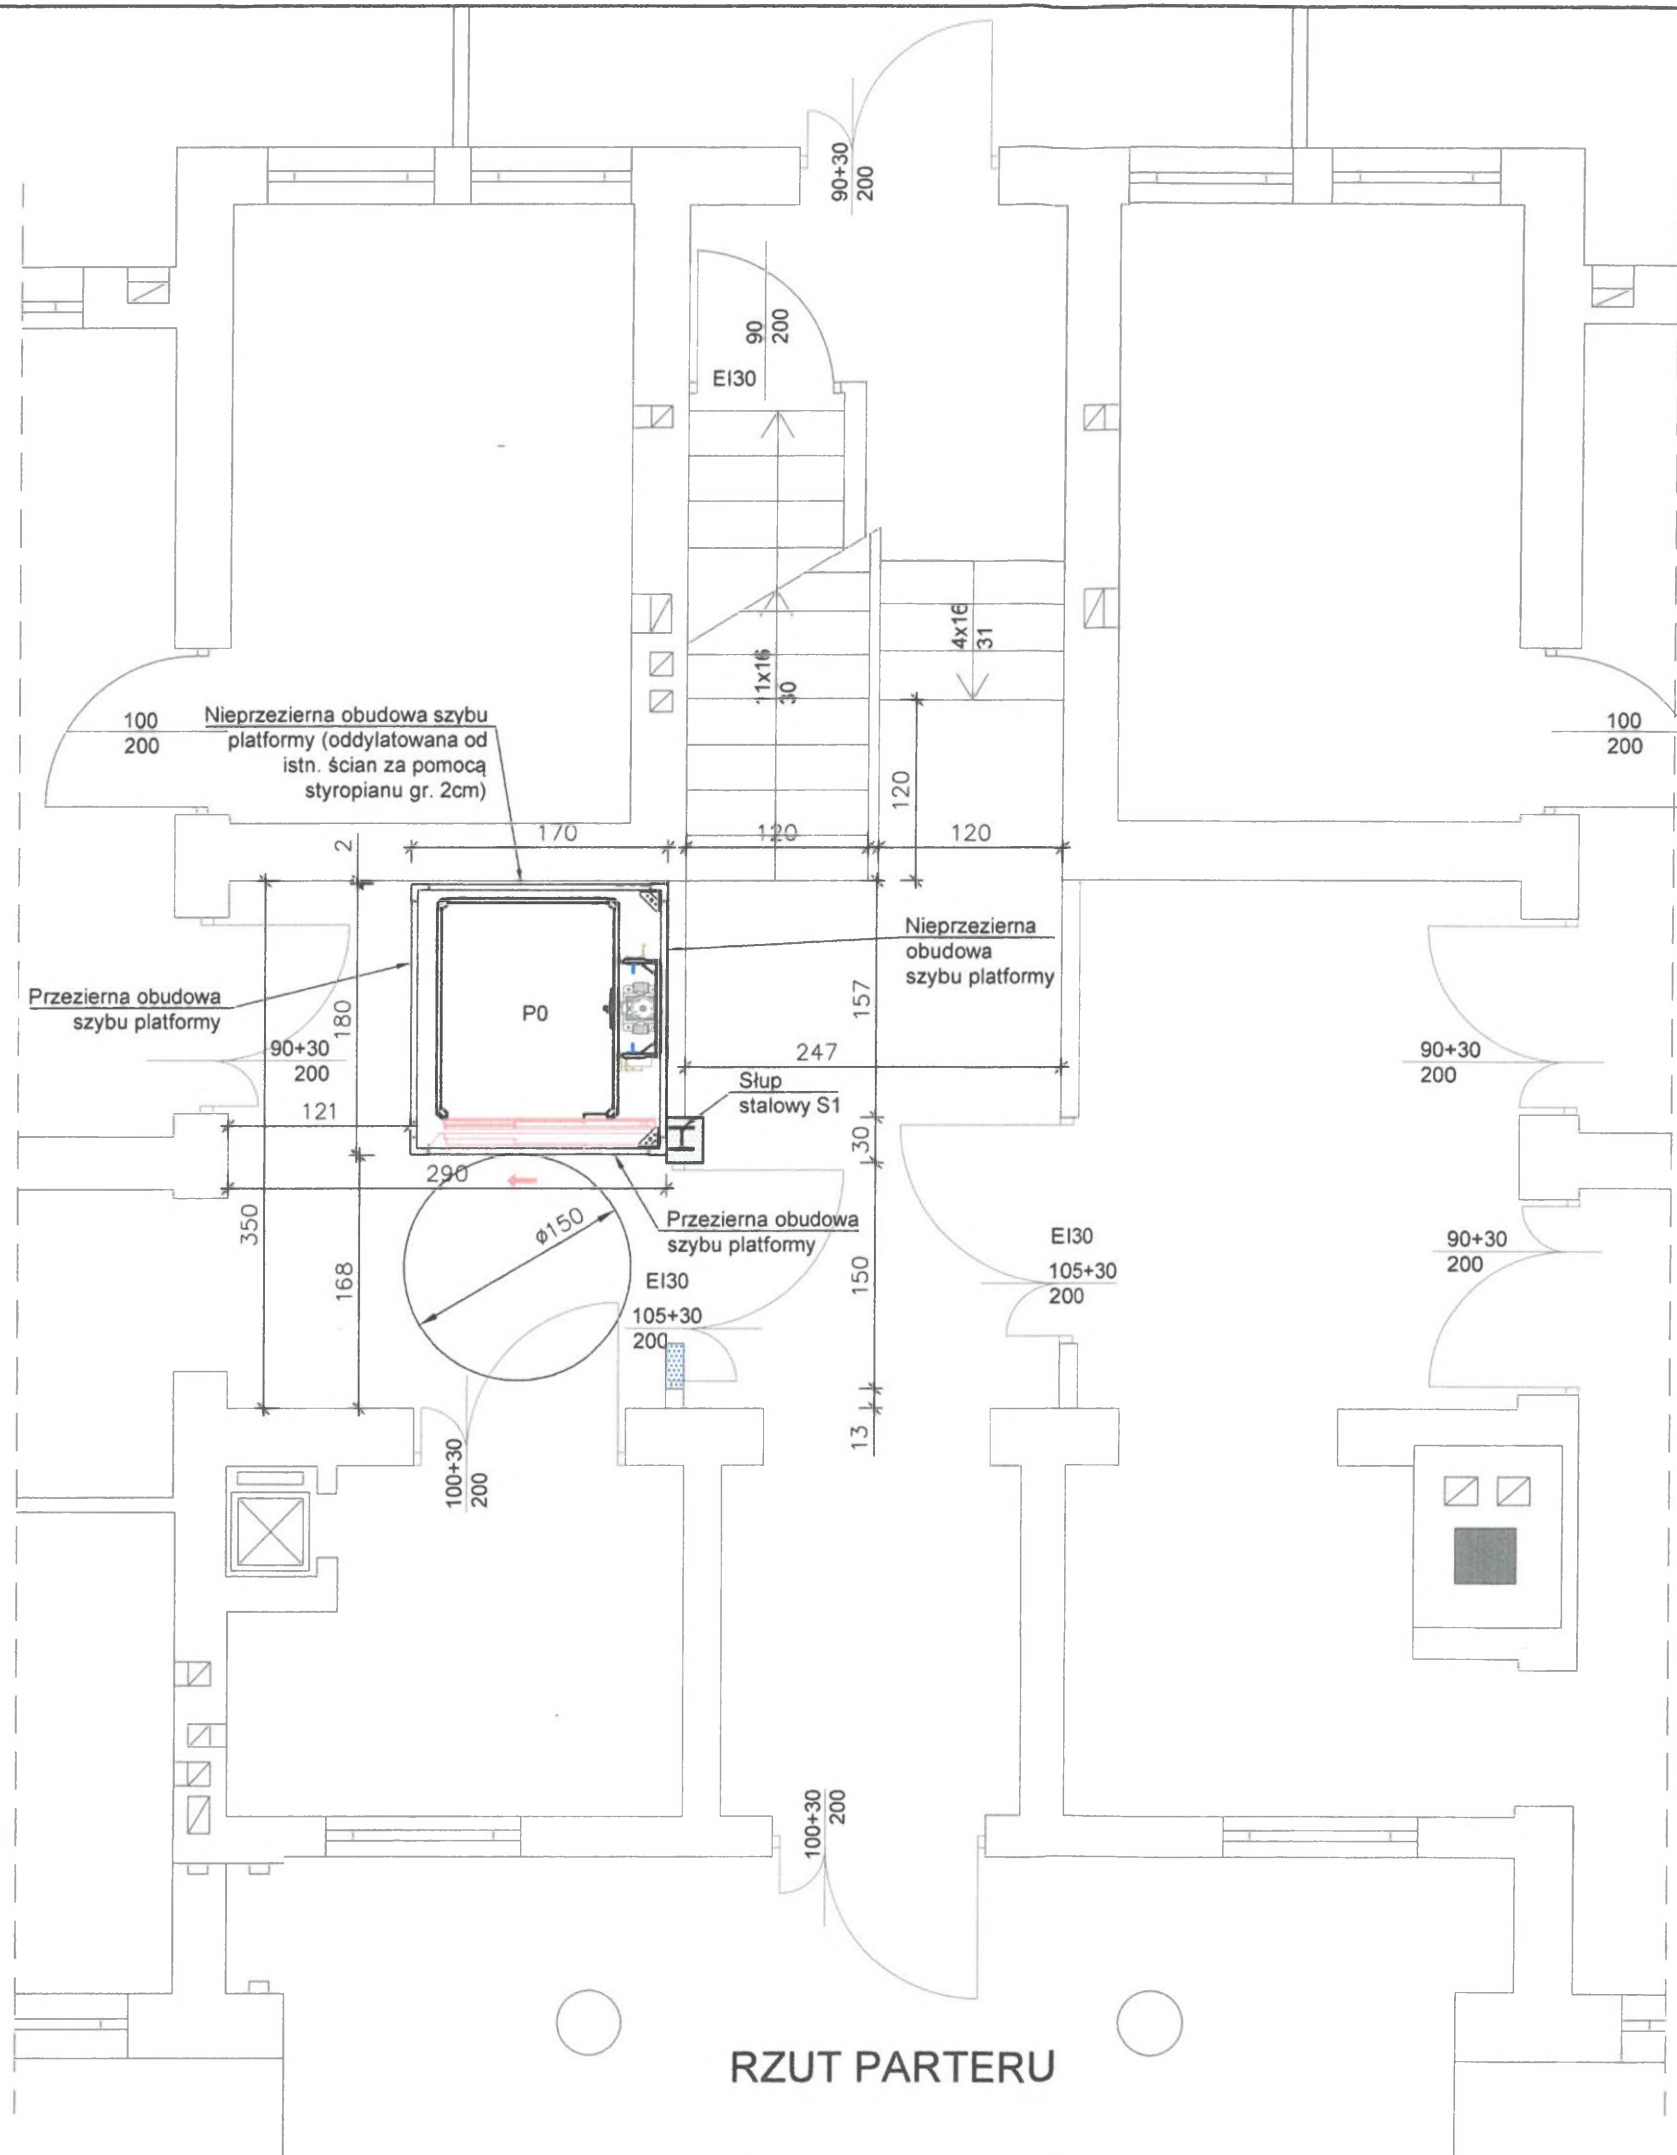 90+30
200
90
200
EI30
4x16
31
11x16
30
100
200
Nieprzezierna obudowa szybu
platformy (oddylatowana od
istn. ścian za pomocą
styropianu gr. 2cm)
100
200
120
2
170
120
120
Nieprzezierna
obudowa
szybu platformy
Przezierna obudowa
szybu platformy
180
P0
157
90+30
200
247
90+30
200
Słup
stalowy S1
121
30
290
350
ø150
Przezierna obudowa
szybu platformy
168
EI30
105+30
200
150
EI30
105+30
200
90+30
200
13
100+30
200
100+30
200
RZUT PARTERU